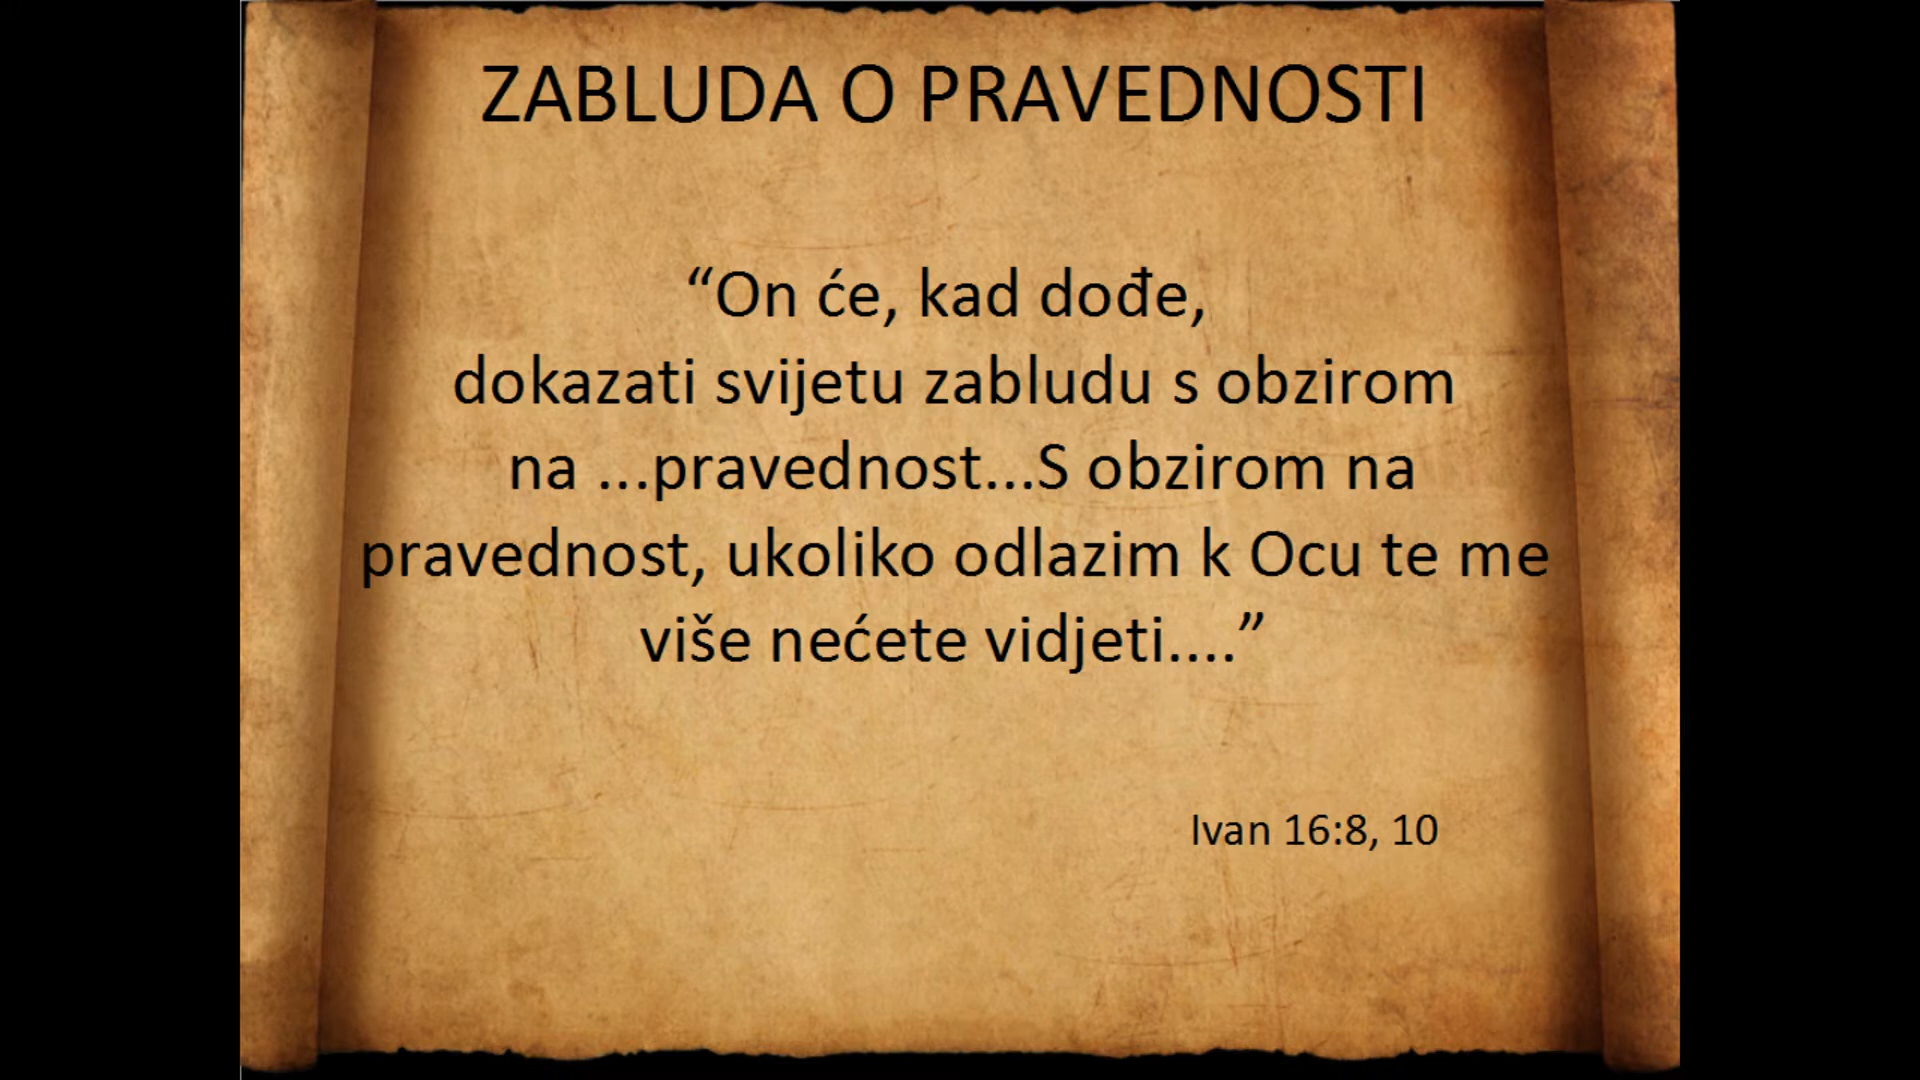 ZABLUDA O PRAVEDNOSTI
“On će, kad dođe,
dokazati svijetu zabludu s obzirom
na ...pravednost...S obzirom na
pravednost, ukoliko odlazim k Ocu te me
više nećete vidjeti....”
Ivan 16:8, 10